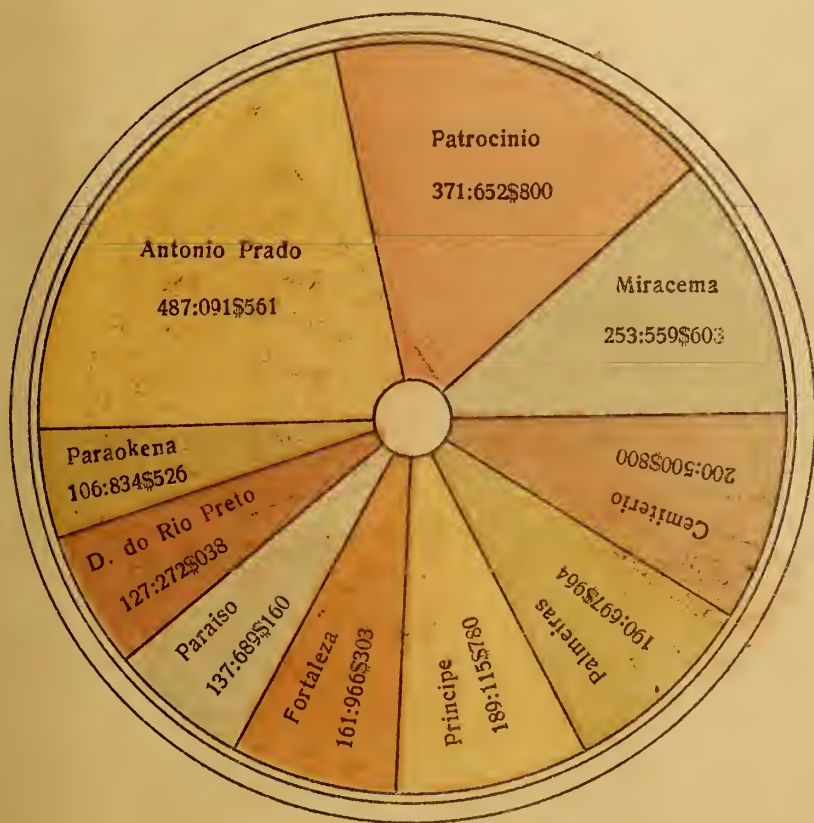 Patrocinio
371:652$800
Miracema
253:559$603
Cemiterio
200:500$800
Palmeiras
190:697$964
Principe
189:115$780
Fortaleza
161:966$303
Paraiso
137:689$160
D. do Rio Preto
127:272$038
Paraokena
106:834$526
Antonio Prado
487:091$561